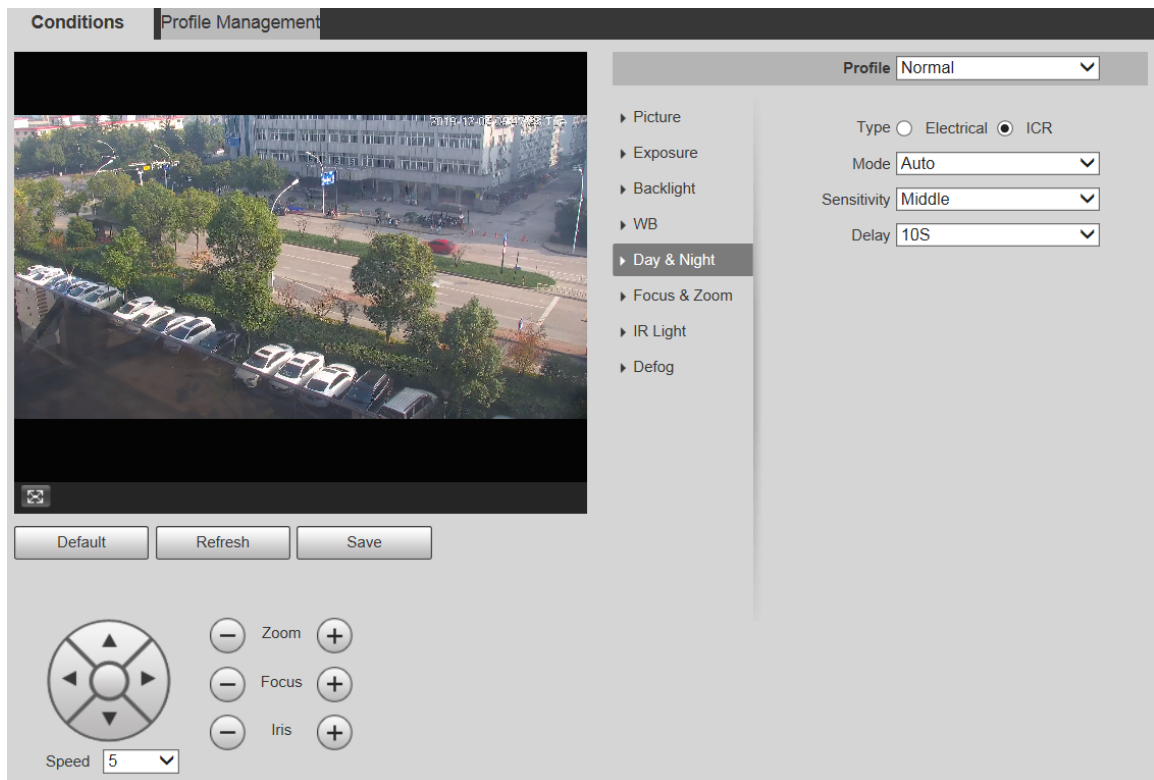 Conditions
Profile Management
Profile Normal
Picture
Exposure
Backlight
WB
Day & Night
Focus & Zoom
IR Light
Defog
Type Electrical ICR
Mode Auto
Sensitivity Middle
Delay 10S
Default Refresh Save
Zoom
Focus
Iris
Speed 5